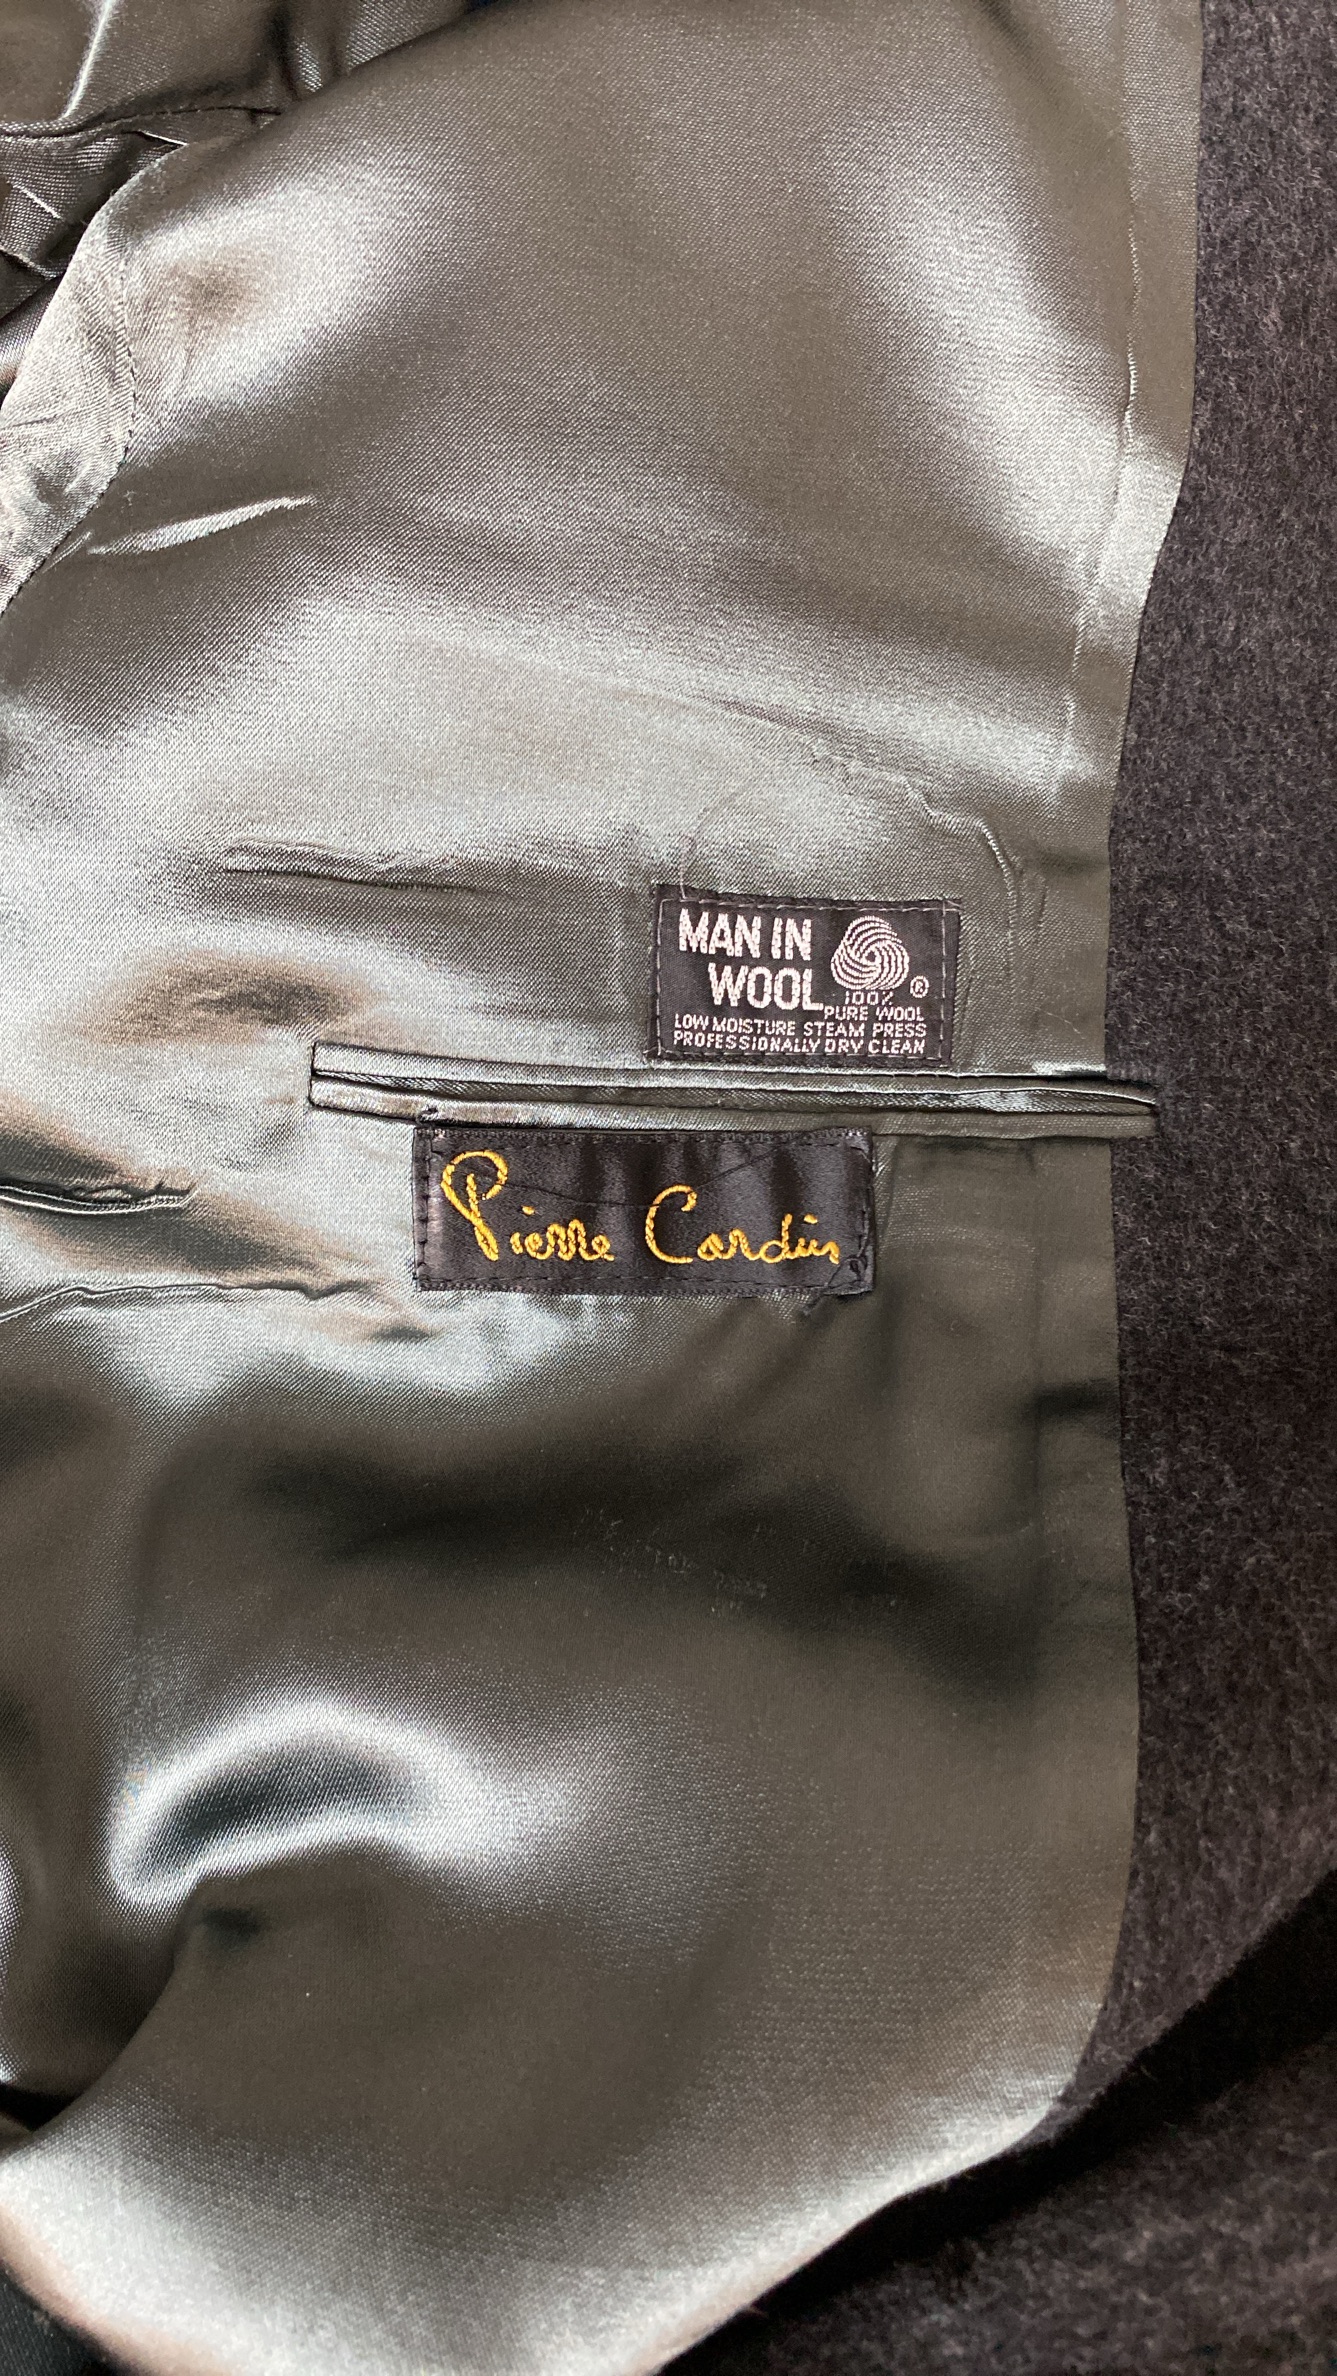 MAN IN
WOOL
®
100%
PURE WOOL
LOW MOISTURE STEAM PRESS
PROFESSIONALLY DRY CLEAN
Pierre Cardin